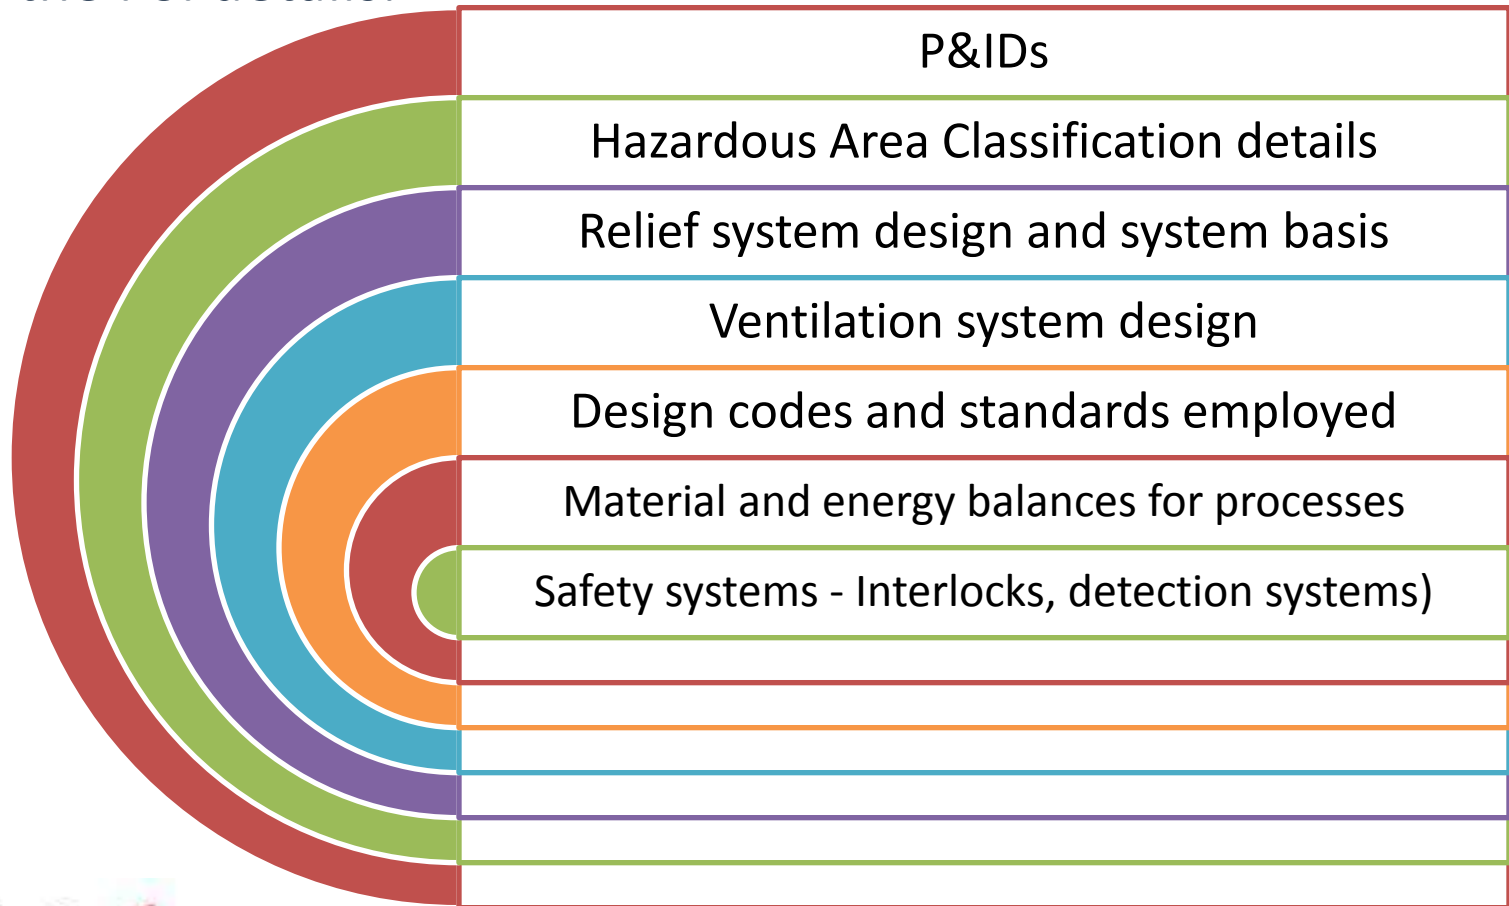 P&IDs
Hazardous Area Classification details
Relief system design and system basis
Ventilation system design
Design codes and standards employed
Material and energy balances for processes
Safety systems - Interlocks, detection systems)